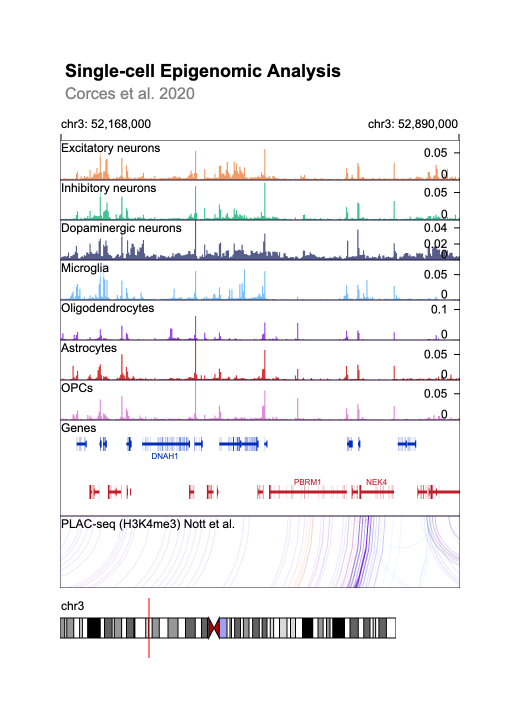 Single-cell Epigenomic Analysis
Corces et al. 2020
chr3: 52,168,000 chr3: 52,890,000
Excitatory neurons 0.05
0
Inhibitory neurons 0.05
0
Dopaminergic neurons 0.04
0.02
0
Microglia 0.05
0
Oligodendrocytes 0.1
0
Astrocytes 0.05
0
OPCs 0.05
0
Genes
DNAH1
PBRM1 NEK4
PLAC-seq (H3K4me3) Nott et al.
chr3